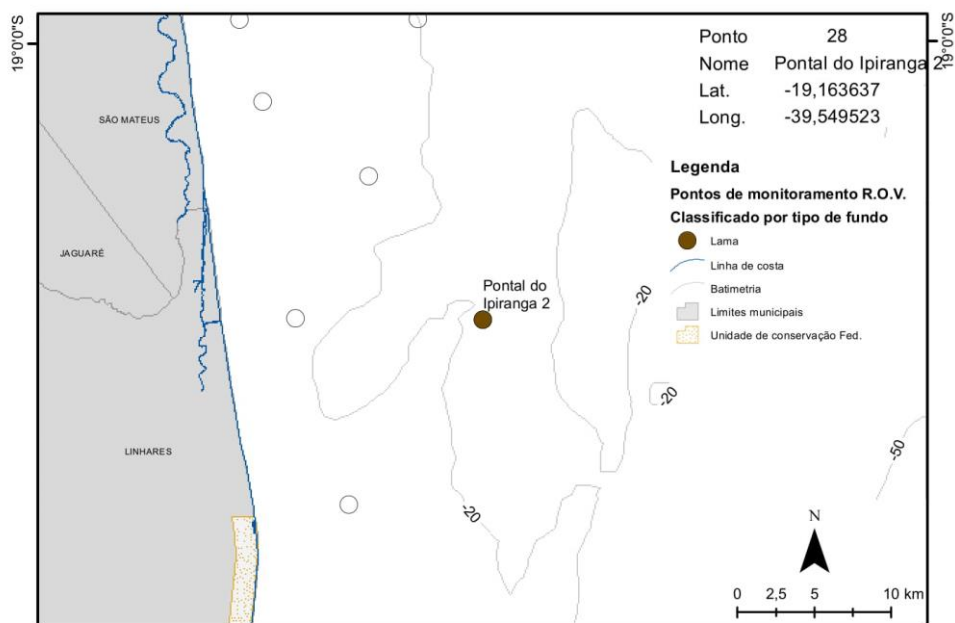 19°0'0"S
19°0'0"S
Ponto 28
Nome Pontal do Ipiranga 2
Lat. -19,163637
Long. -39,549523
SÃO MATEUS
JAGUARÉ
LINHARES
Pontal do
Ipiranga 2
-20
-20
-20
-50
Legenda
Pontos de monitoramento R.O.V.
Classificado por tipo de fundo
Lama
Linha de costa
Batimetria
Limites municipais
Unidade de conservação Fed.
N
0 2,5 5 10 km